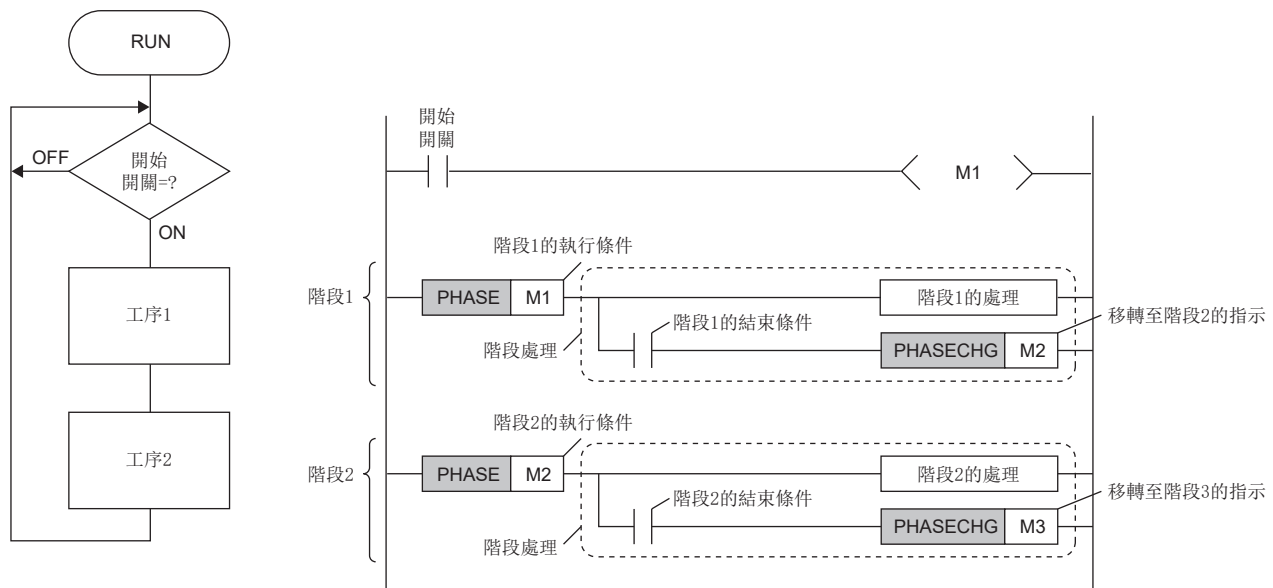 RUN
開始
開關=?
OFF
ON
工序1
工序2
開始
開關
M1
階段1的執行條件
階段1
PHASE M1
階段1的處理
階段1的結束條件
移轉至階段2的指示
階段處理
PHASECHG M2
階段2的執行條件
階段2
PHASE M2
階段2的處理
階段2的結束條件
移轉至階段3的指示
階段處理
PHASECHG M3